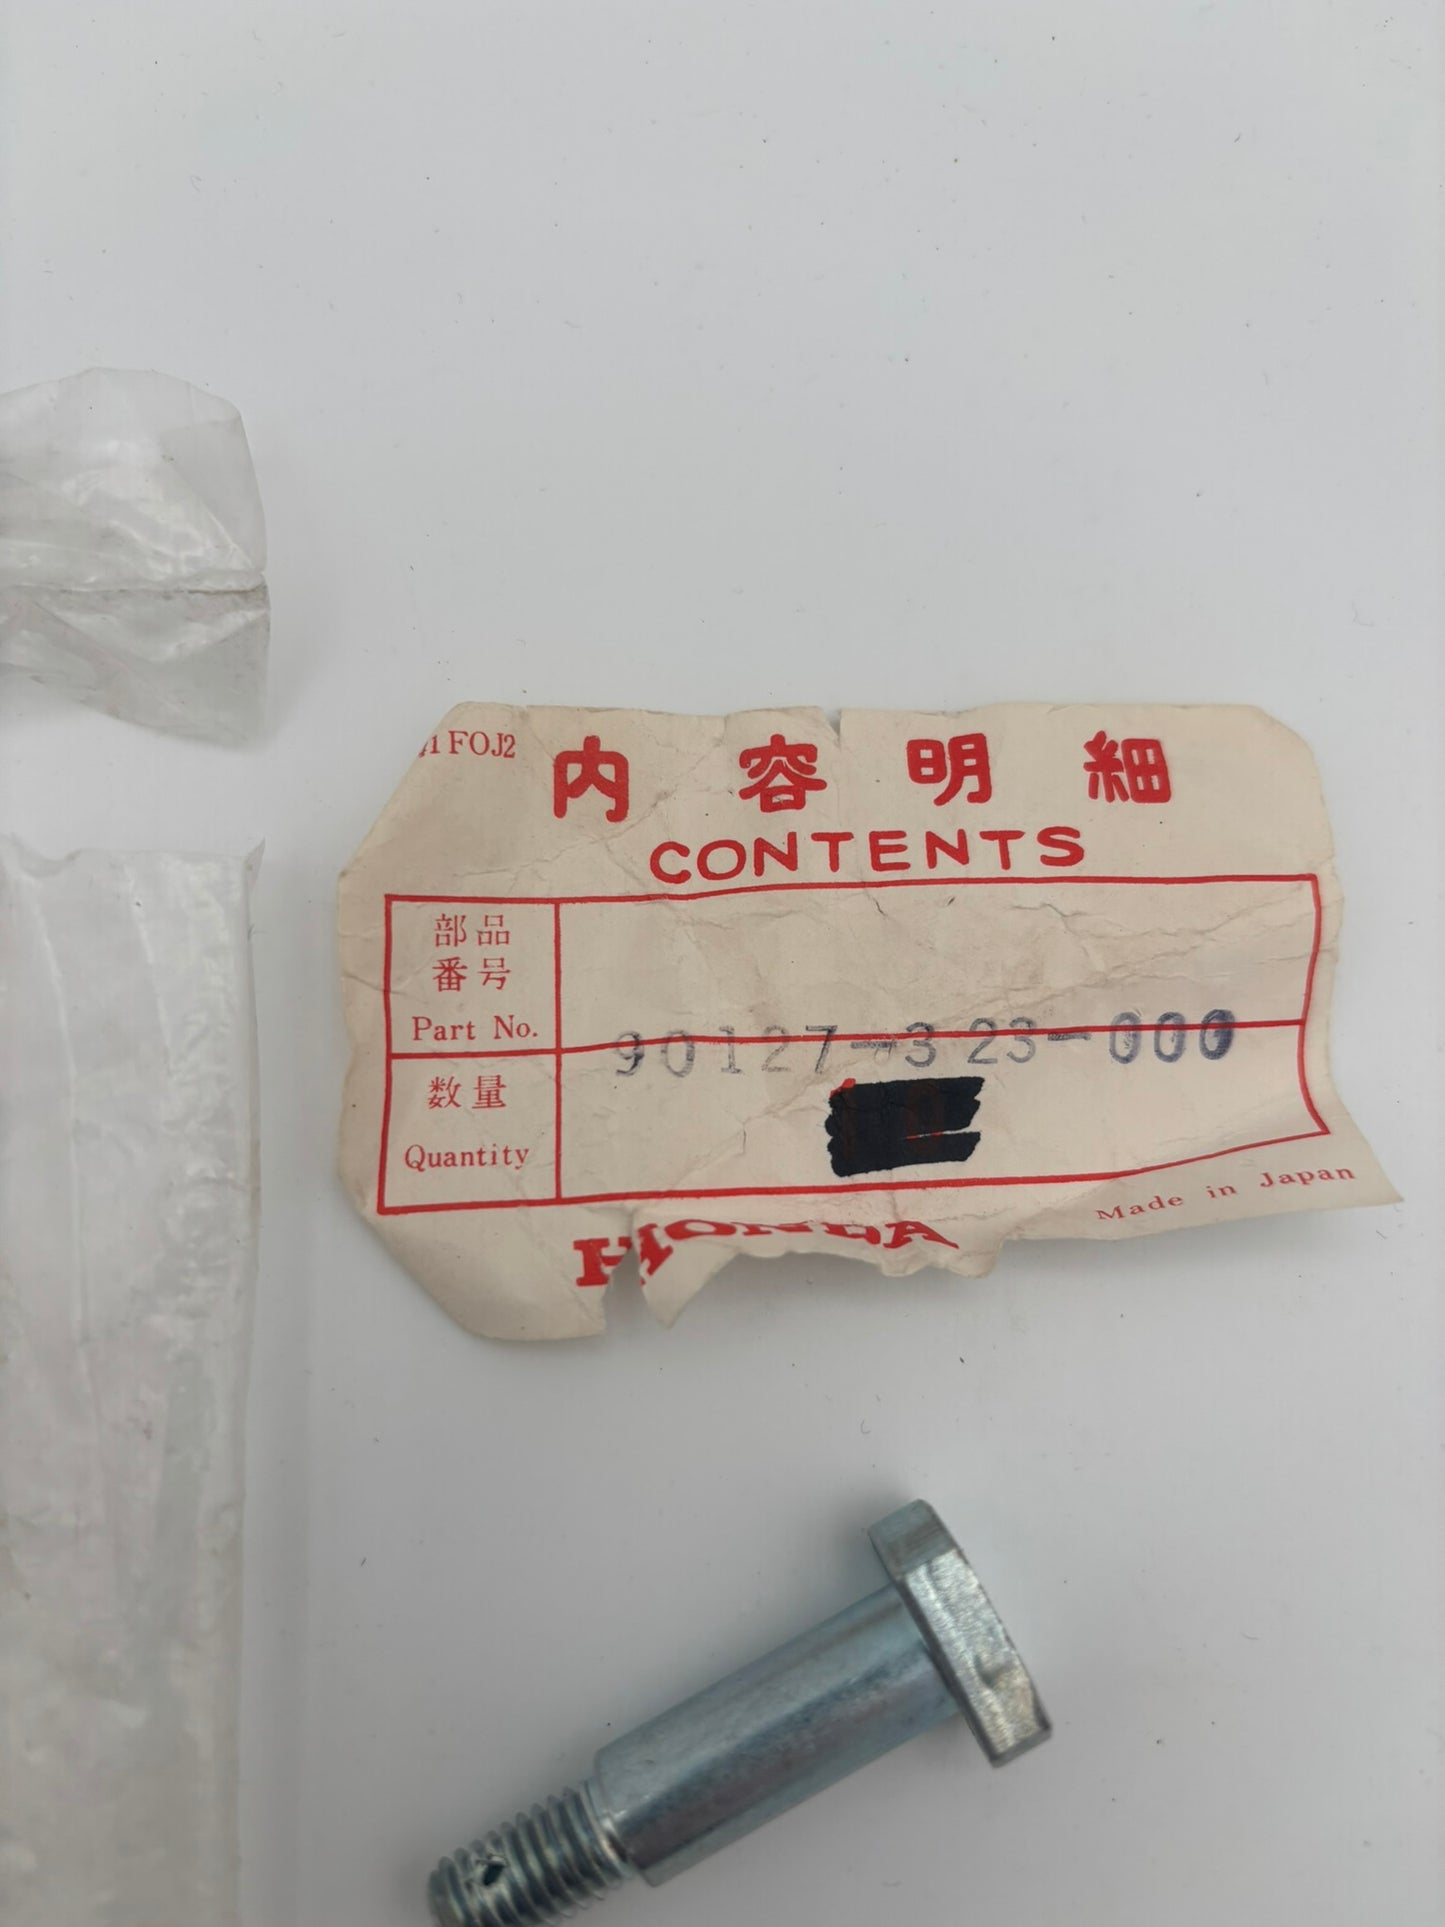 41FOJ2
内容明細
CONTENTS
部品
番号
Part No.
90127-323-000
数量
Quantity
HONDA
Made in Japan